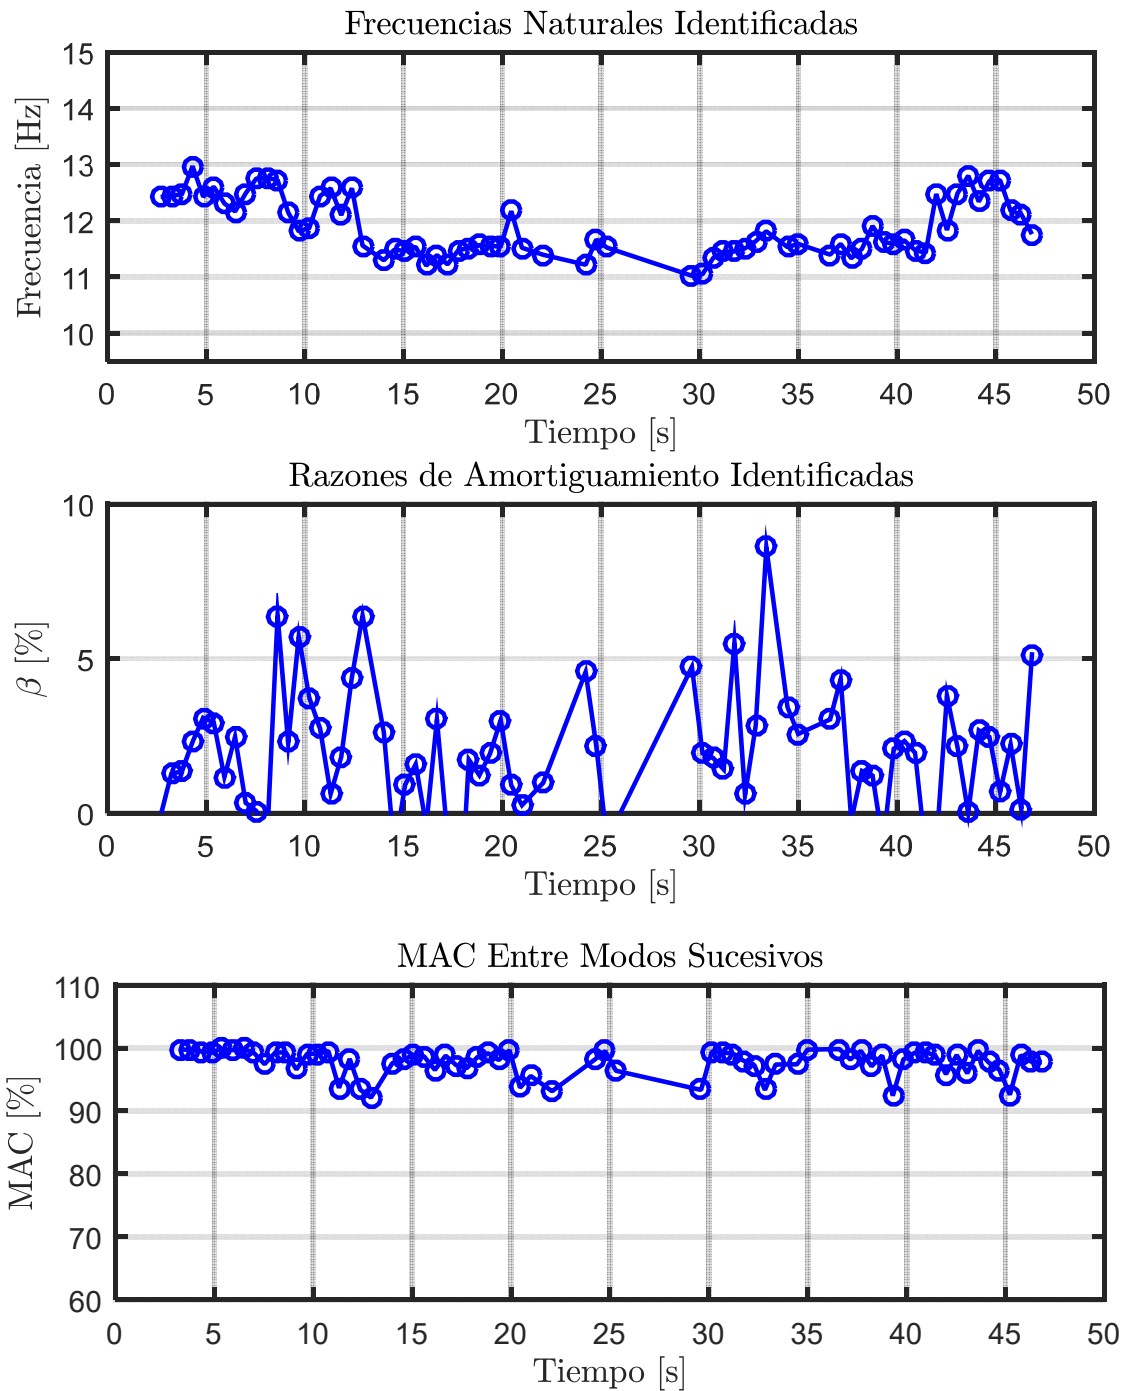 Frecuencias Naturales Identificadas
15
14
13
12
11
10
Frecuencia [Hz]
0 5 10 15 20 25 30 35 40 45 50
Tiempo [s]
Razones de Amortiguamiento Identificadas
10
5
0
β [%]
0 5 10 15 20 25 30 35 40 45 50
Tiempo [s]
MAC Entre Modos Sucesivos
110
100
90
80
70
60
MAC [%]
0 5 10 15 20 25 30 35 40 45 50
Tiempo [s]